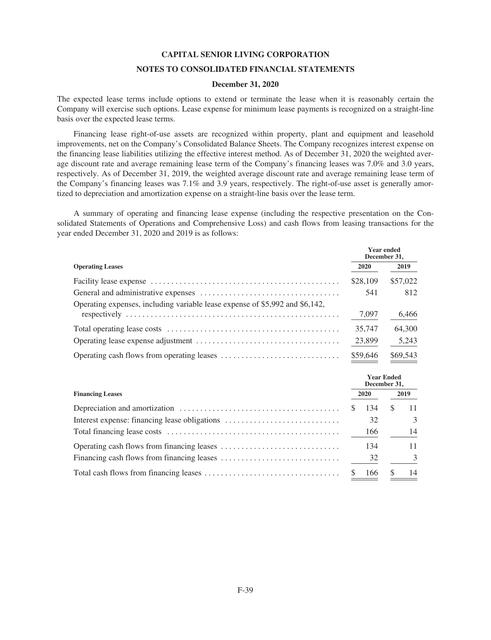 CAPITAL SENIOR LIVING CORPORATION
NOTES TO CONSOLIDATED FINANCIAL STATEMENTS
December 31, 2020
The expected lease terms include options to extend or terminate the lease when it is reasonably certain the
Company will exercise such options. Lease expense for minimum lease payments is recognized on a straight-line
basis over the expected lease terms.
Financing lease right-of-use assets are recognized within property, plant and equipment and leasehold
improvements, net on the Company's Consolidated Balance Sheets. The Company recognizes interest expense on
the financing lease liabilities utilizing the effective interest method. As of December 31, 2020 the weighted aver-
age discount rate and average remaining lease term of the Company's financing leases was 7.0% and 3.0 years,
respectively. As of December 31, 2019, the weighted average discount rate and average remaining lease term of
the Company's financing leases was 7.1% and 3.9 years, respectively. The right-of-use asset is generally amor-
tized to depreciation and amortization expense on a straight-line basis over the lease term.
A summary of operating and financing lease expense (including the respective presentation on the Con-
solidated Statements of Operations and Comprehensive Loss) and cash flows from leasing transactions for the
year ended December 31, 2020 and 2019 is as follows:
Year ended
December 31,
Operating Leases 2020 2019
Facility lease expense $28,109 $57,022
General and administrative expenses 541 812
Operating expenses, including variable lease expense of $5,992 and $6,142,
respectively 7,097 6,466
Total operating lease costs 35,747 64,300
Operating lease expense adjustment 23,899 5,243
Operating cash flows from operating leases $59,646 $69,543
Year Ended
December 31,
Financing Leases 2020 2019
Depreciation and amortization $ 134 $ 11
Interest expense: financing lease obligations 32 3
Total financing lease costs 166 14
Operating cash flows from financing leases 134 11
Financing cash flows from financing leases 32 3
Total cash flows from financing leases $ 166 $ 14
F-39